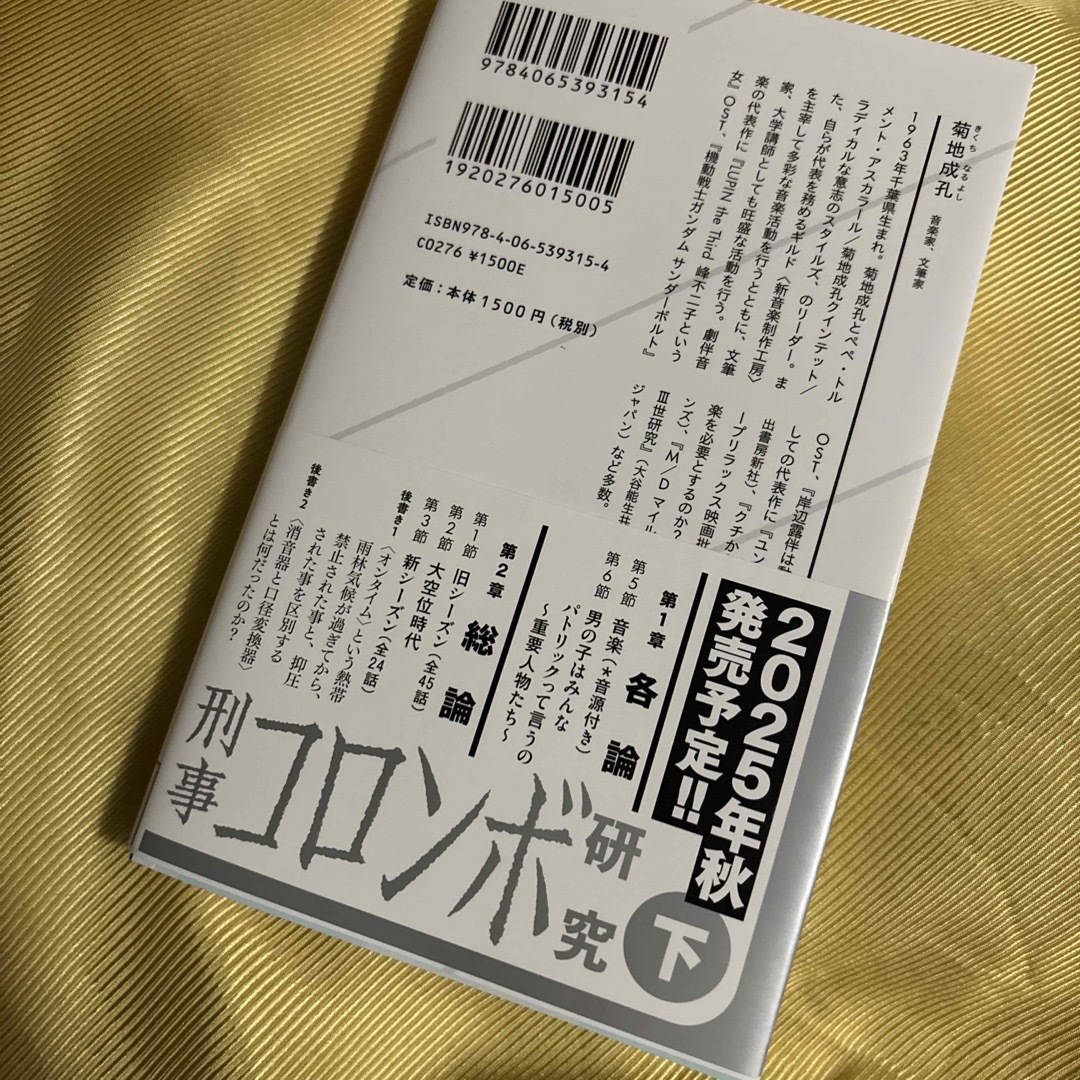 9784065393154
1920276015005
ISBN978-4-06-539315-4
C0276 ¥1500E
定価：本体1500円（税別）
きくち なるよし
菊地成孔
音楽家、文筆家
1963年千葉県生まれ。菊地成孔とペペ・トル
メント・アスカラール／菊地成孔クインテット／
ラディカルな意志のスタイルズ、のリーダー。ま
た、自らが代表を務めるギルド〈新音楽制作工房〉
を主宰して多彩な音楽活動を行うとともに、文筆
家、大学講師としても旺盛な活動を行う。劇伴音
楽の代表作に『LUPIN the Third 峰不二子という
女』OST、『機動戦士ガンダム サンダーボルト』
OST、『岸辺露伴は動
しての代表作に『ユン
出書房新社）、『クチか
ープリラックス映画批
楽を必要とするのか？
ンズ）、『M/D マイル
Ⅲ世研究』（大谷能生共
ジャパン）など多数。
2025年秋
発売予定!!
第1章 各論
第5節 音楽（＊音源付き）
第6節 男の子はみんな
パトリックって言うの
～重要人物たち～
第2章 総論
第1節 旧シーズン（全45話）
第2節 大空位時代
第3節 新シーズン（全24話）
後書き1
〈オンタイム〉という熱帯
雨林気候が過ぎてから、
禁止された事と、抑圧
された事を区別する
後書き2
〈消音器と口径変換器〉
とは何だったのか？
刑事コロンボ研究
下